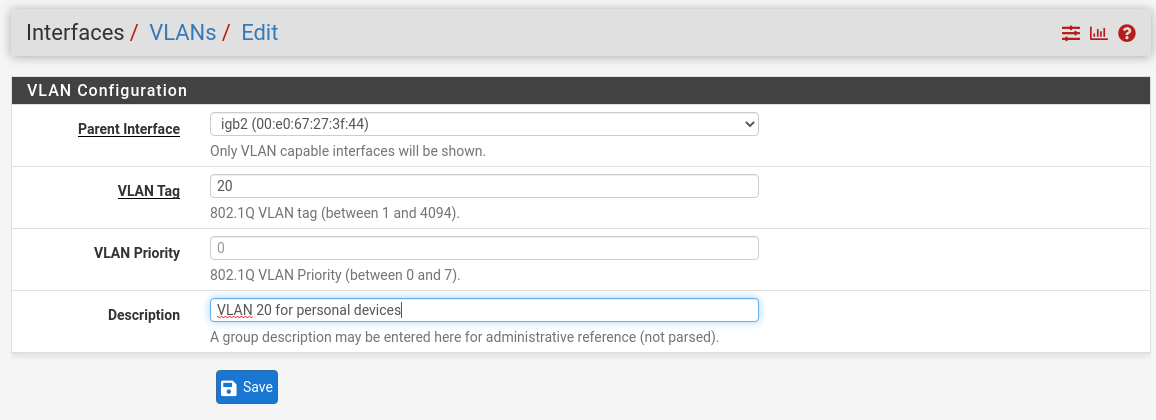 Interfaces / VLANs / Edit
VLAN Configuration
Parent Interface
igb2 (00:e0:67:27:3f:44)
Only VLAN capable interfaces will be shown.
VLAN Tag
20
802.1Q VLAN tag (between 1 and 4094).
VLAN Priority
0
802.1Q VLAN Priority (between 0 and 7).
Description
VLAN 20 for personal devices
A group description may be entered here for administrative reference (not parsed).
Save